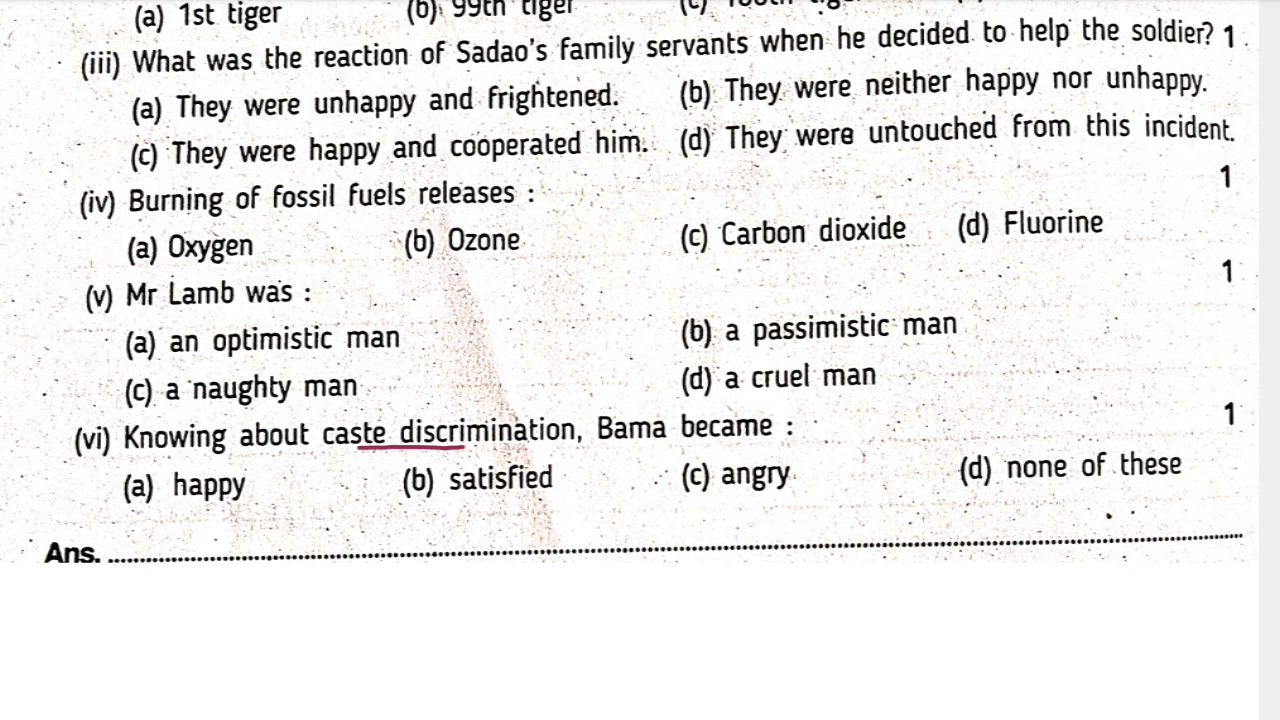 (a) 1st tiger (b) 99th tiger (c)
(iii) What was the reaction of Sadao's family servants when he decided to help the soldier? 1
(a) They were unhappy and frightened. (b) They were neither happy nor unhappy.
(c) They were happy and cooperated him. (d) They were untouched from this incident.
(iv) Burning of fossil fuels releases : 1
(a) Oxygen (b) Ozone (c) Carbon dioxide (d) Fluorine
(v) Mr Lamb was : 1
(a) an optimistic man (b) a passimistic man
(c) a naughty man (d) a cruel man
(vi) Knowing about caste discrimination, Bama became : 1
(a) happy (b) satisfied (c) angry (d) none of these
Ans.